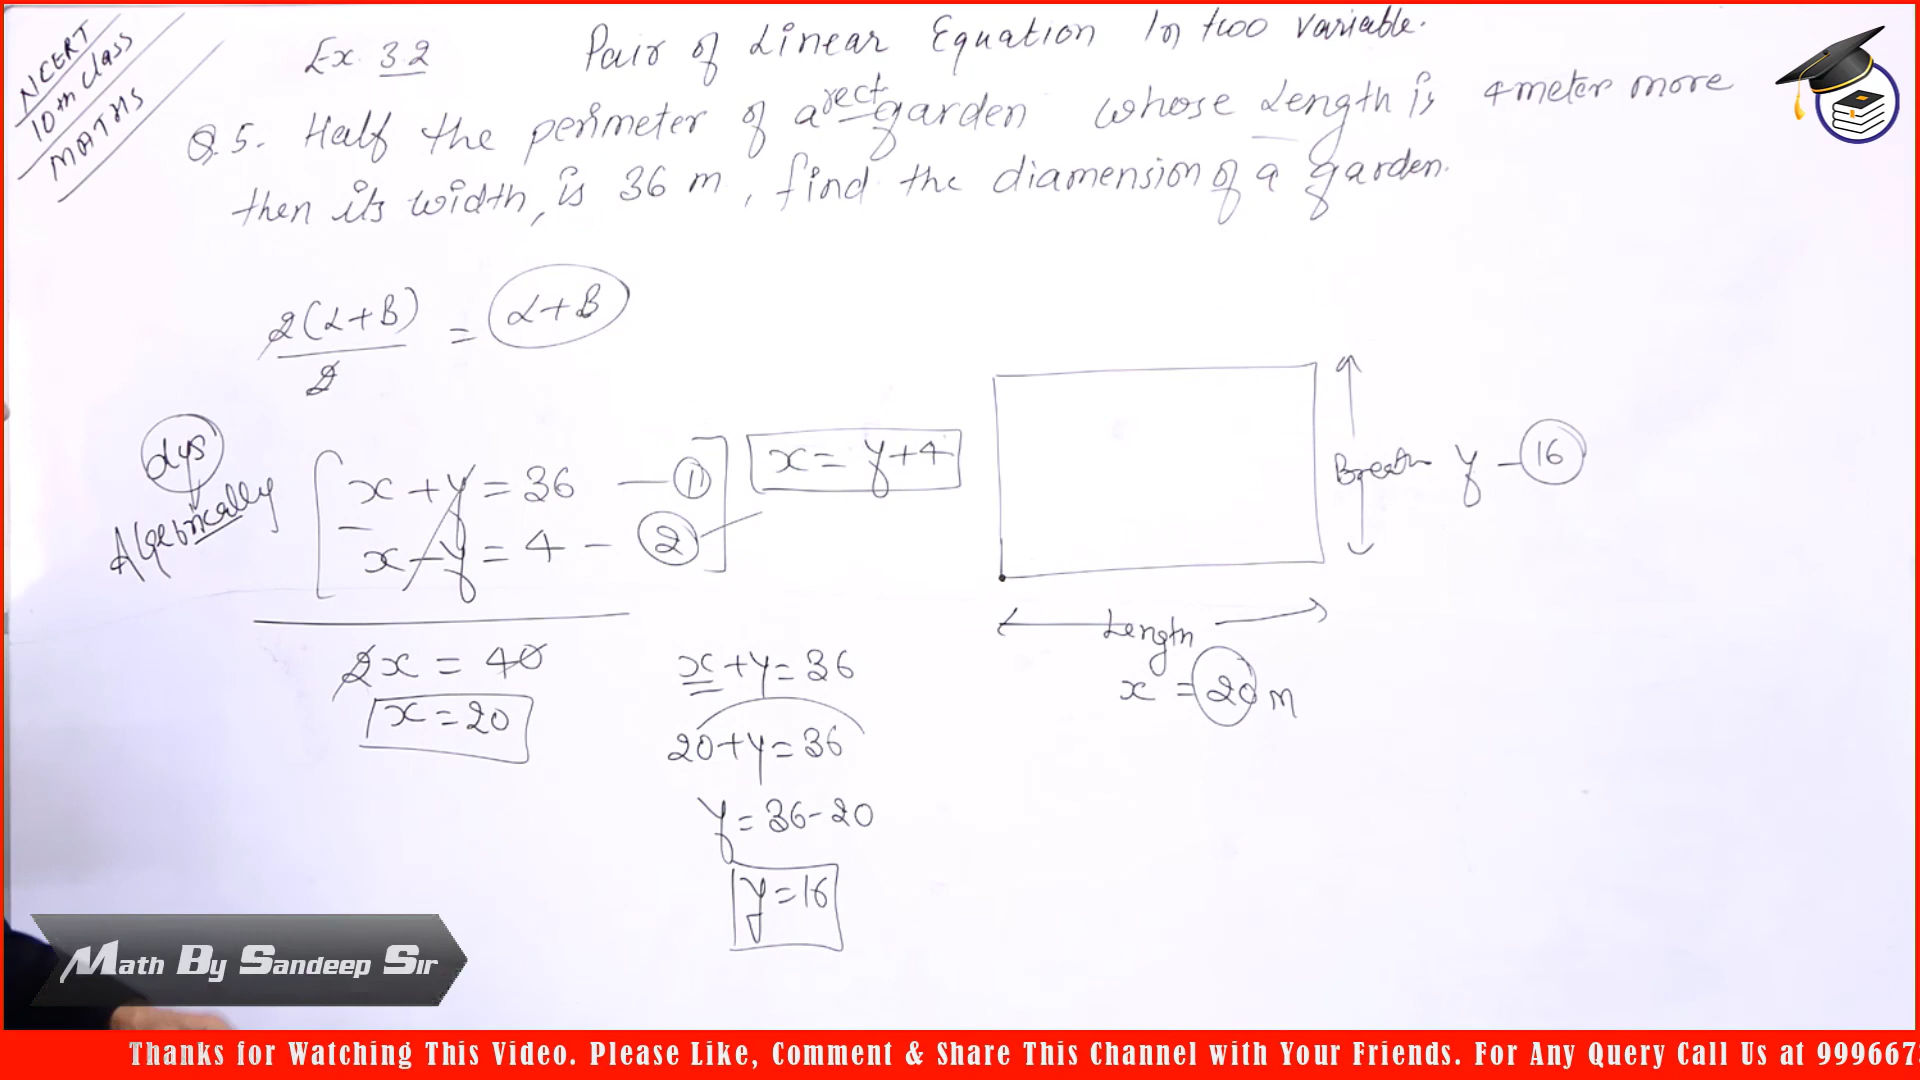 NCERT
10th class
MATHS
Ex. 3.2 Pair of Linear Equation In two variable.
Q.5. Half the perimeter of a rect garden whose Length is 4 meter more
then its width, is 36 m, find the diamension of a garden.
2(L+B)/2 = L+B
Algebrically
x+y=36 — 1
x-y=4 - 2
x=y+4
Breath y - 16
Length
x = 20 m
2x = 40
x=20
x+y=36
20+y=36
y=36-20
y=16
Math By Sandeep Sir
Thanks for Watching This Video. Please Like, Comment & Share This Channel with Your Friends. For Any Query Call Us at 999667